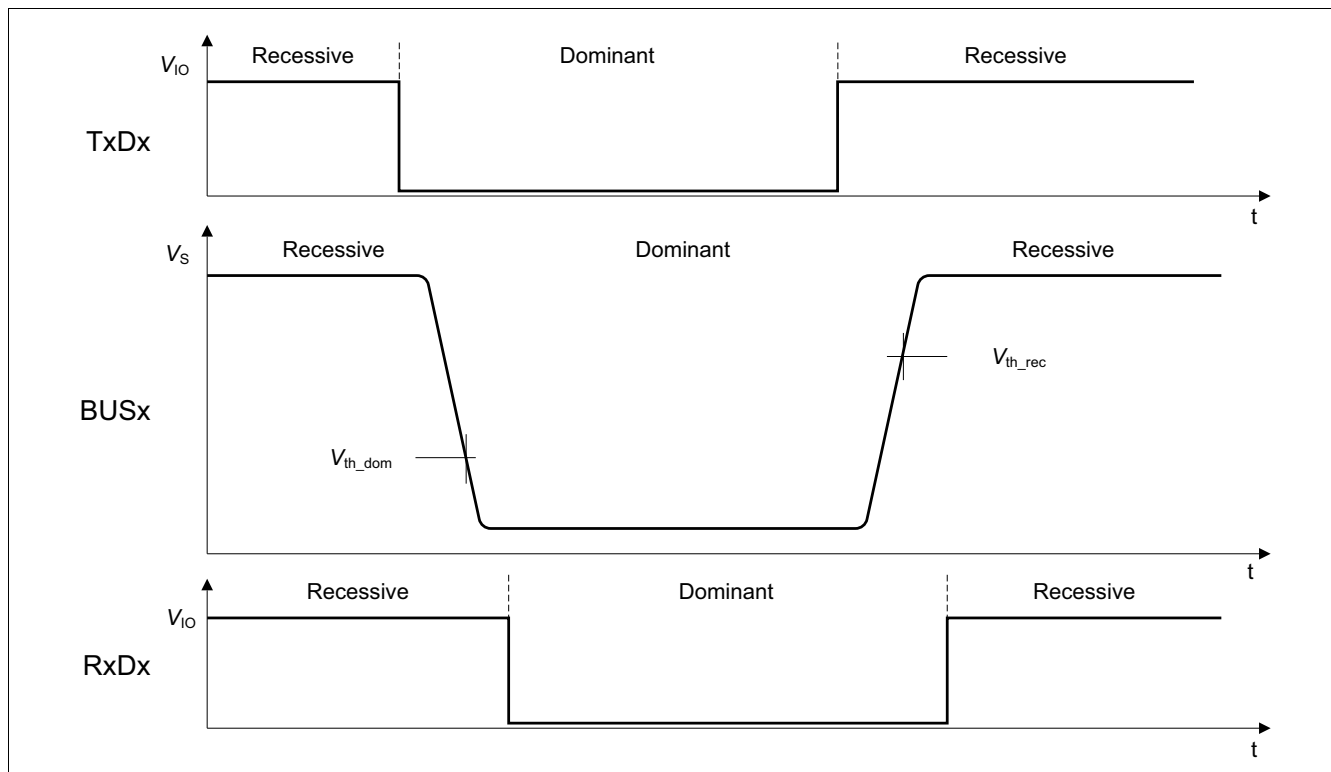 Recessive Dominant Recessive
V_IO
TxDx
t
V_S
Recessive Dominant Recessive
V_th_rec
BUSx
V_th_dom
t
Recessive Dominant Recessive
V_IO
RxDx
t